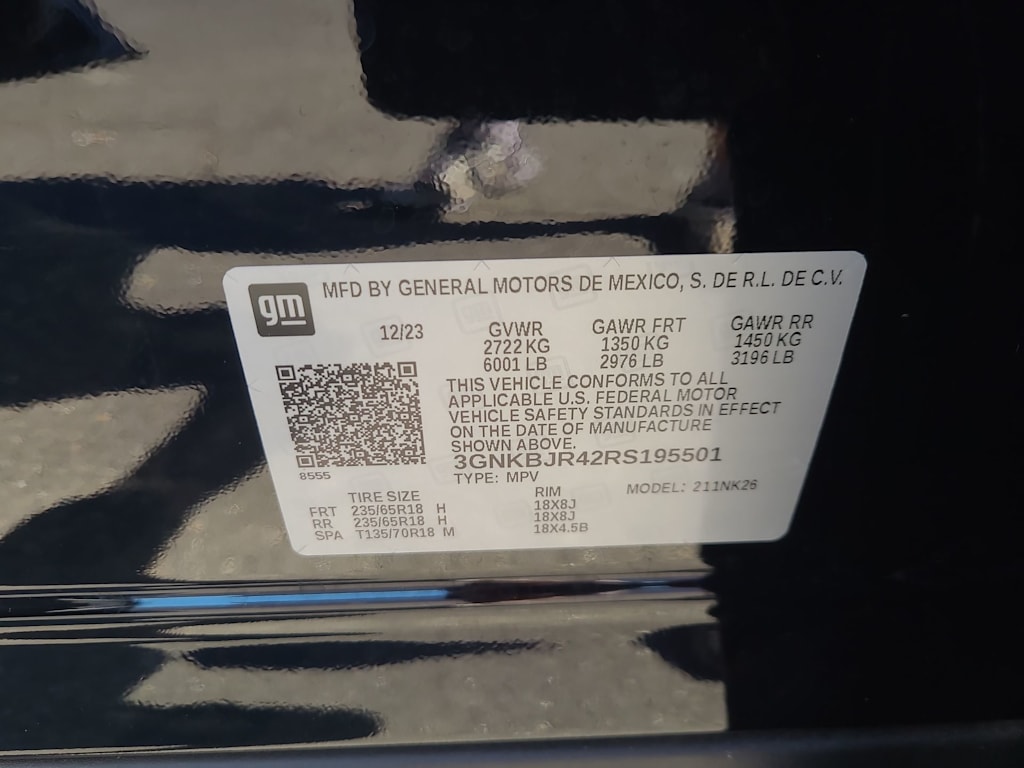 gm MFD BY GENERAL MOTORS DE MEXICO, S. DE R.L. DE C.V.
12/23 GVWR GAWR FRT GAWR RR
2722 KG 1350 KG 1450 KG
6001 LB 2976 LB 3196 LB
THIS VEHICLE CONFORMS TO ALL
APPLICABLE U.S. FEDERAL MOTOR
VEHICLE SAFETY STANDARDS IN EFFECT
ON THE DATE OF MANUFACTURE
SHOWN ABOVE.
3GNKBJR42RS195501
8555 TYPE: MPV
TIRE SIZE RIM MODEL: 211NK26
FRT 235/65R18 H 18X8J
RR 235/65R18 H 18X8J
SPA T135/70R18 M 18X4.5B